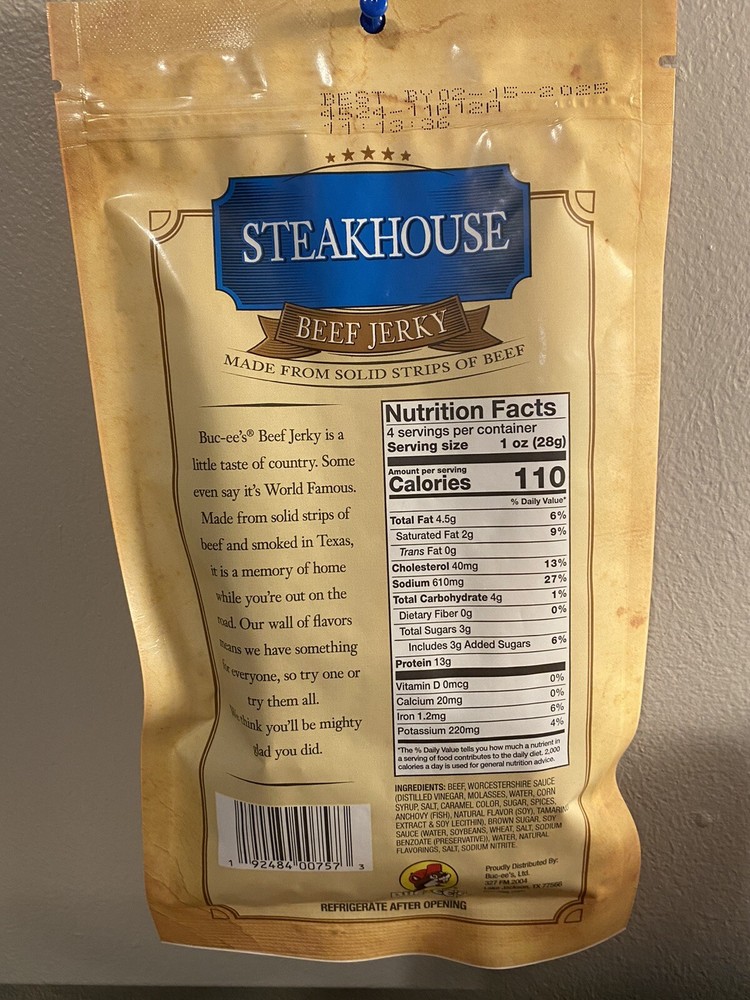 BEST BY 02-15-2025
11:13:36
STEAKHOUSE
BEEF JERKY
MADE FROM SOLID STRIPS OF BEEF
Buc-ee's® Beef Jerky is a
little taste of country. Some
even say it's World Famous.
Made from solid strips of
beef and smoked in Texas,
it is a memory of home
while you're out on the
road. Our wall of flavors
means we have something
for everyone, so try one or
try them all.
We think you'll be mighty
glad you did.
Nutrition Facts
4 servings per container
Serving size 1 oz (28g)
Amount per serving
Calories 110
% Daily Value*
Total Fat 4.5g 6%
Saturated Fat 2g 9%
Trans Fat 0g
Cholesterol 40mg 13%
Sodium 610mg 27%
Total Carbohydrate 4g 1%
Dietary Fiber 0g 0%
Total Sugars 3g
Includes 3g Added Sugars 6%
Protein 13g
Vitamin D 0mcg 0%
Calcium 20mg 0%
Iron 1.2mg 6%
Potassium 220mg 4%
*The % Daily Value tells you how much a nutrient in
a serving of food contributes to the daily diet. 2,000
calories a day is used for general nutrition advice.
INGREDIENTS: BEEF, WORCESTERSHIRE SAUCE
(DISTILLED VINEGAR, MOLASSES, WATER, CORN
SYRUP, SALT, CARAMEL COLOR, SUGAR, SPICES,
ANCHOVY (FISH), NATURAL FLAVOR (SOY), TAMARIND
EXTRACT & SOY LECITHIN), BROWN SUGAR, SOY
SAUCE (WATER, SOYBEANS, WHEAT, SALT, SODIUM
BENZOATE (PRESERVATIVE)), WATER, NATURAL
FLAVORINGS, SALT, SODIUM NITRITE.
1 92484 00757 3
Proudly Distributed By:
Buc-ee's, Ltd.
327 FM 2004
Lake Jackson, TX 77566
REFRIGERATE AFTER OPENING